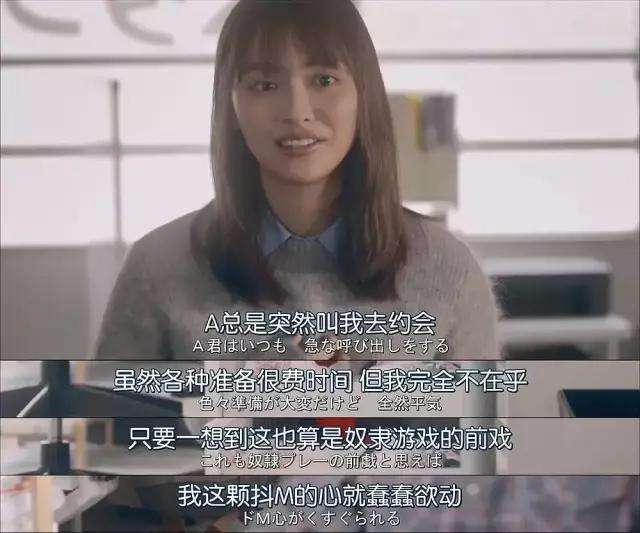 A总是突然叫我去约会
A君はいつも 急な呼び出しをする
虽然各种准备很费时间 但我完全不在乎
色々準備が大変だけど 全然平気
只要一想到这也算是奴隶游戏的前戏
これも奴隷プレーの前戯と思えば
我这颗抖M的心就蠢蠢欲动
ドM心がくすぐられる